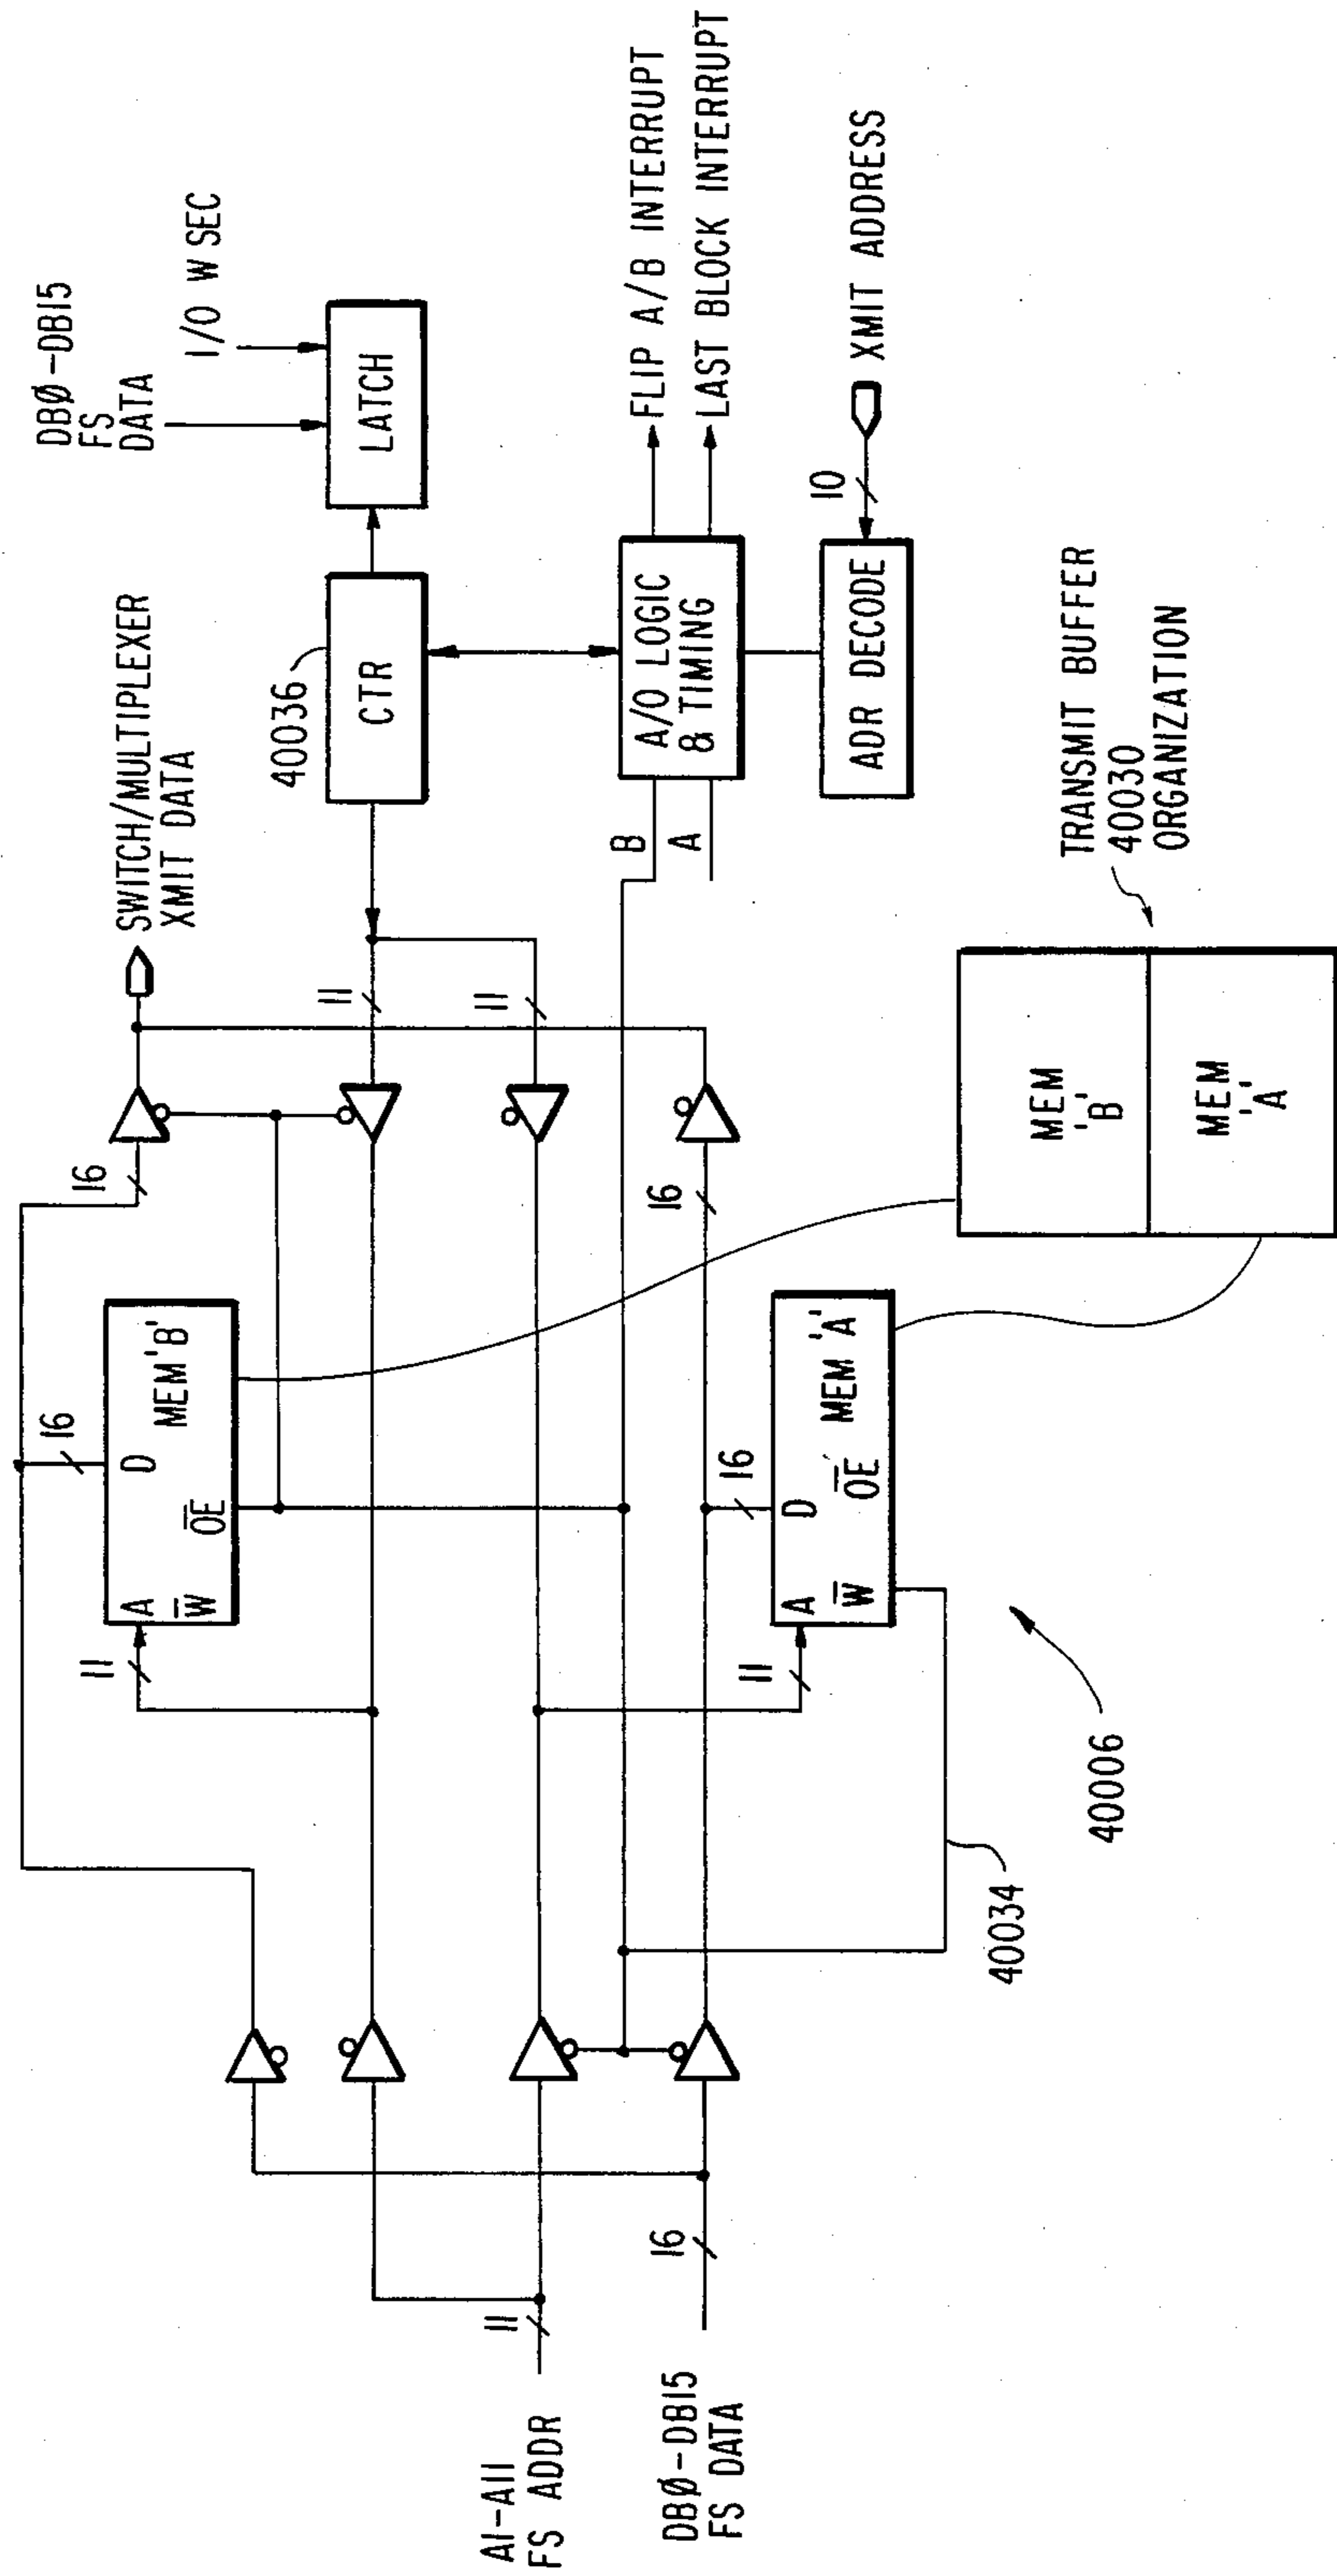 DBØ-DB15
FS
DATA
I/O W SEC
LATCH
SWITCH/MULTIPLEXER
XMIT DATA
40036
CTR
FLIP A/B INTERRUPT
LAST BLOCK INTERRUPT
A/O LOGIC
& TIMING
B
A
ADR DECODE
10
XMIT ADDRESS
16
11
11
16
16
D
MEM 'B'
OE
A
W
11
16
D
MEM 'A'
OE
A
W
11
TRANSMIT BUFFER
40030
ORGANIZATION
MEM
'B'
MEM
'A'
40034
40006
11
A1-A11
FS ADDR
16
DBØ-DB15
FS DATA